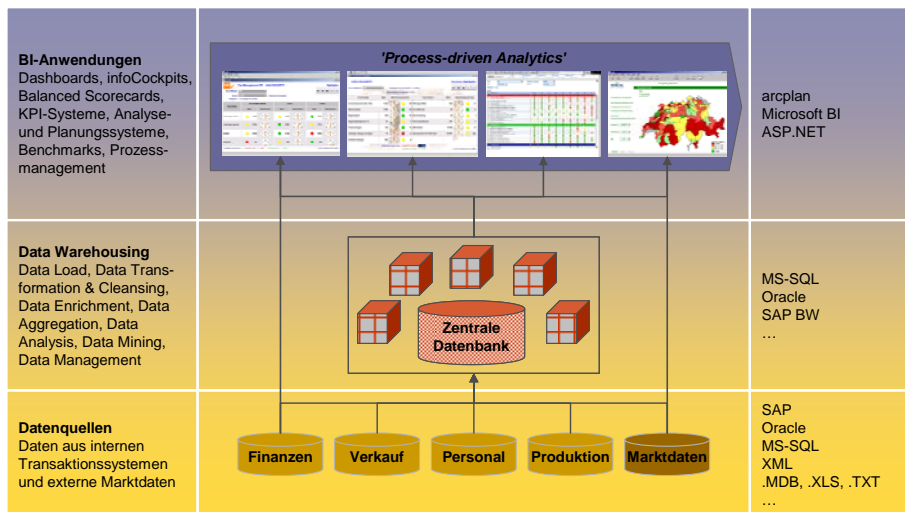 BI-Anwendungen
Dashboards, infoCockpits,
Balanced Scorecards,
KPI-Systeme, Analyse-
und Planungssysteme,
Benchmarks, Prozess-
management
'Process-driven Analytics'
arcplan
Microsoft BI
ASP.NET
Data Warehousing
Data Load, Data Trans-
formation & Cleansing,
Data Enrichment, Data
Aggregation, Data
Analysis, Data Mining,
Data Management
Zentrale
Datenbank
MS-SQL
Oracle
SAP BW
…
Datenquellen
Daten aus internen
Transaktionssystemen
und externe Marktdaten
Finanzen
Verkauf
Personal
Produktion
Marktdaten
SAP
Oracle
MS-SQL
XML
.MDB, .XLS, .TXT
…